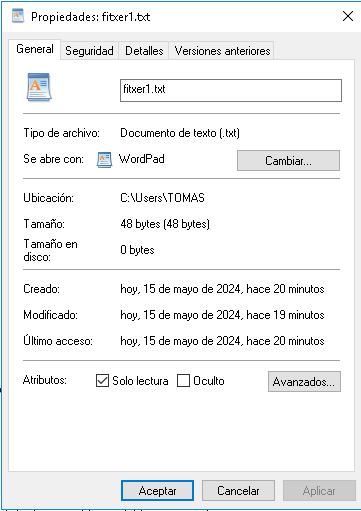 Propiedades: fitxer1.txt
General Seguridad Detalles Versiones anteriores
fitxer1.txt
Tipo de archivo: Documento de texto (.txt)
Se abre con: WordPad Cambiar...
Ubicación: C:\Users\TOMAS
Tamaño: 48 bytes (48 bytes)
Tamaño en
disco: 0 bytes
Creado: hoy, 15 de mayo de 2024, hace 20 minutos
Modificado: hoy, 15 de mayo de 2024, hace 19 minutos
Último acceso: hoy, 15 de mayo de 2024, hace 20 minutos
Atributos: Solo lectura Oculto Avanzados...
Aceptar Cancelar Aplicar